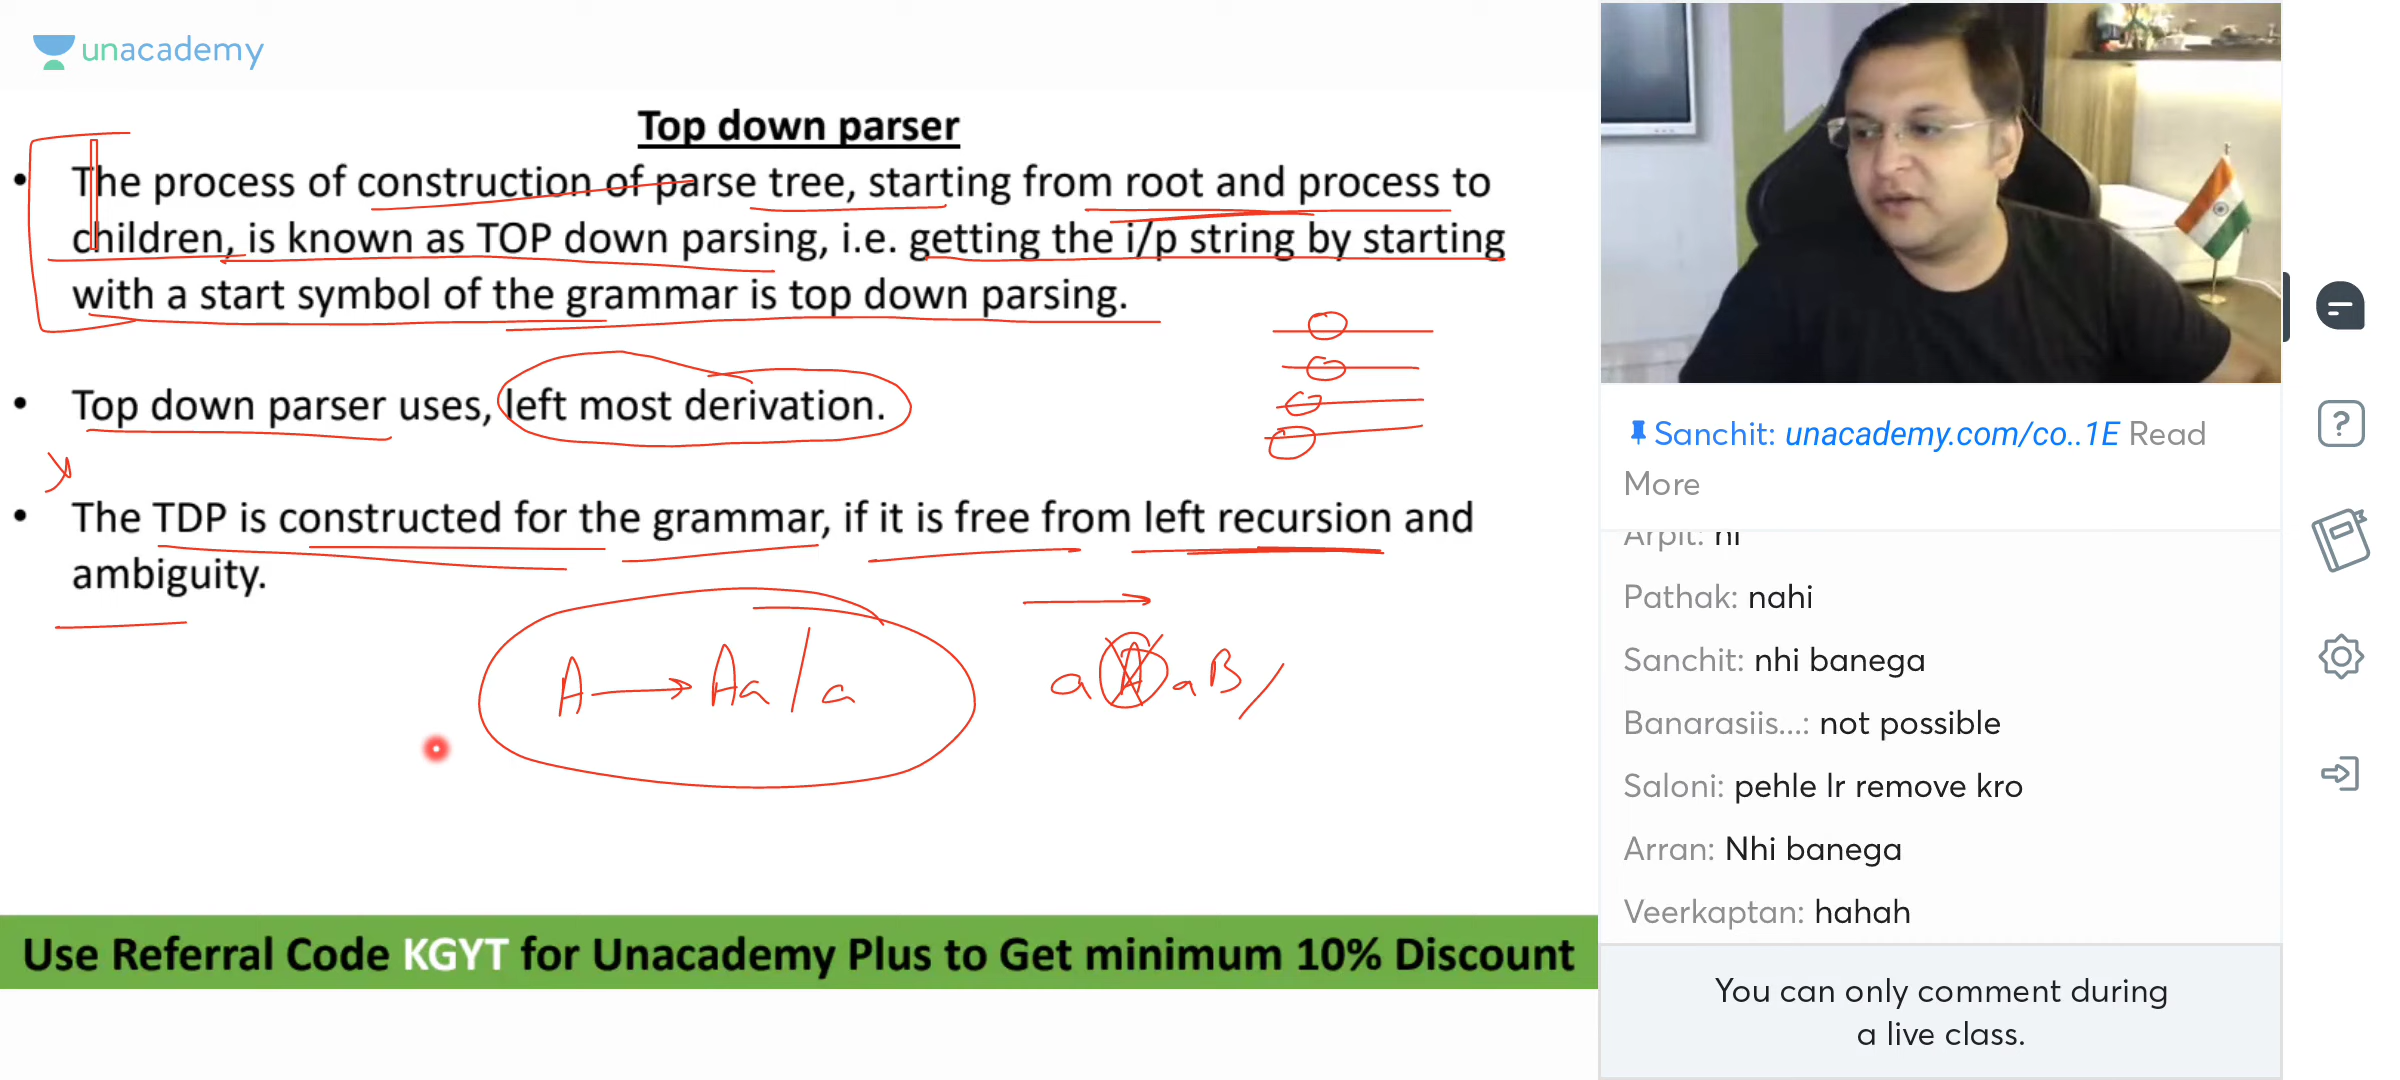 unacademy
Top down parser
• The process of construction of parse tree, starting from root and process to
children, is known as TOP down parsing, i.e. getting the i/p string by starting
with a start symbol of the grammar is top down parsing.
• Top down parser uses, left most derivation.
• The TDP is constructed for the grammar, if it is free from left recursion and
ambiguity.
A → Aa / a
a A a B /
Use Referral Code KGYT for Unacademy Plus to Get minimum 10% Discount
Sanchit: unacademy.com/co..1E Read
More
Arpit: hi
Pathak: nahi
Sanchit: nhi banega
Banarasiis...: not possible
Saloni: pehle lr remove kro
Arran: Nhi banega
Veerkaptan: hahah
You can only comment during
a live class.
?